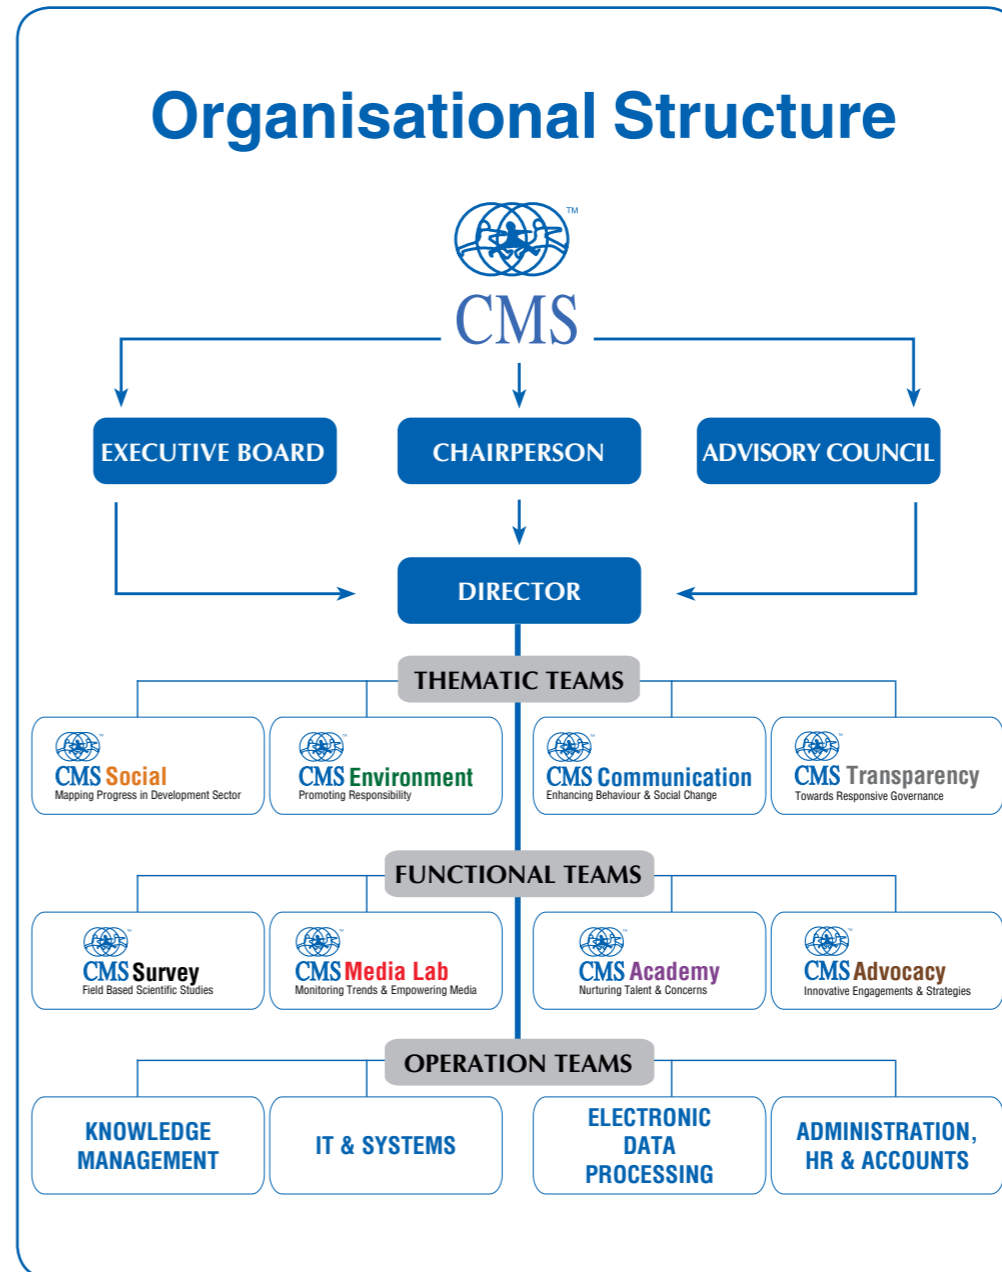 Organisational Structure
TM
CMS
EXECUTIVE BOARD
CHAIRPERSON
ADVISORY COUNCIL
DIRECTOR
THEMATIC TEAMS
CMS Social
Mapping Progress in Development Sector
CMS Environment
Promoting Responsibility
CMS Communication
Enhancing Behaviour & Social Change
CMS Transparency
Towards Responsive Governance
FUNCTIONAL TEAMS
CMS Survey
Field Based Scientific Studies
CMS Media Lab
Monitoring Trends & Empowering Media
CMS Academy
Nurturing Talent & Concerns
CMS Advocacy
Innovative Engagements & Strategies
OPERATION TEAMS
KNOWLEDGE
MANAGEMENT
IT & SYSTEMS
ELECTRONIC
DATA
PROCESSING
ADMINISTRATION,
HR & ACCOUNTS